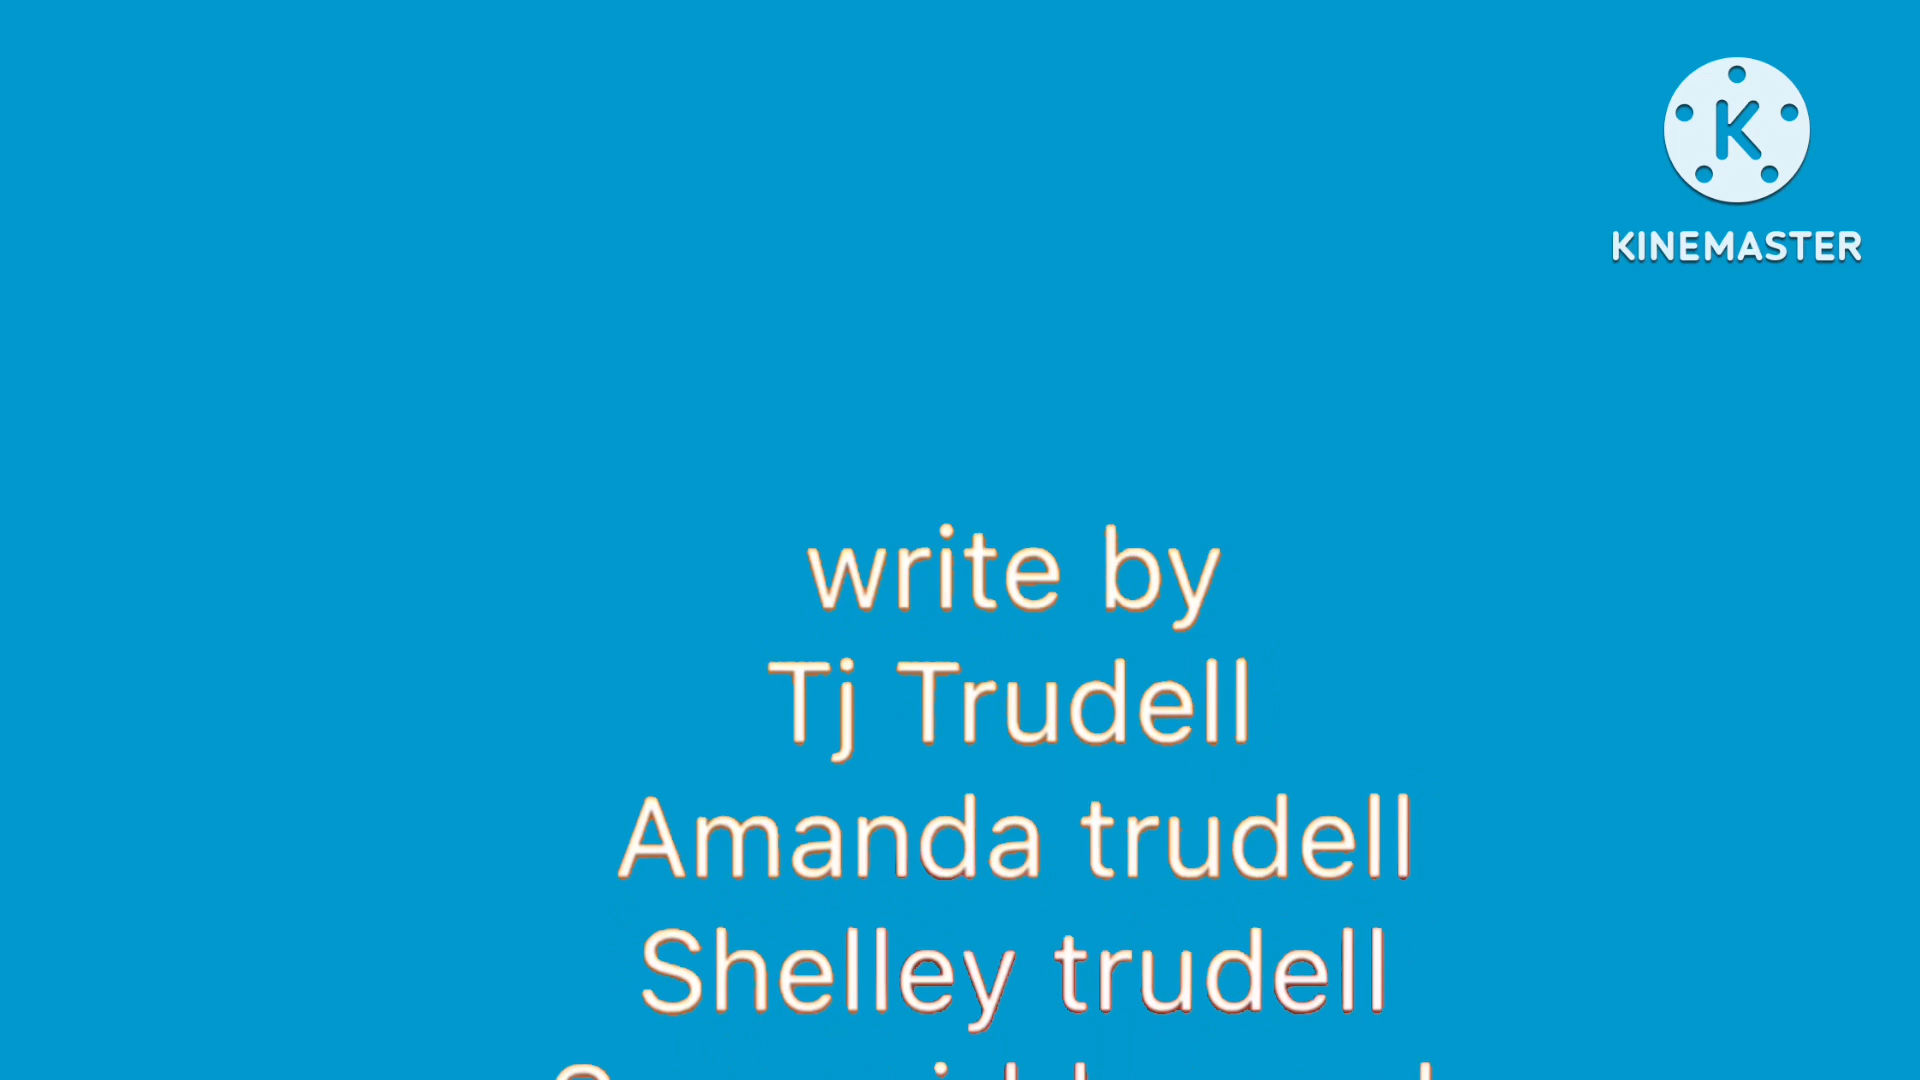 K
KINEMASTER
write by
Tj Trudell
Amanda trudell
Shelley trudell